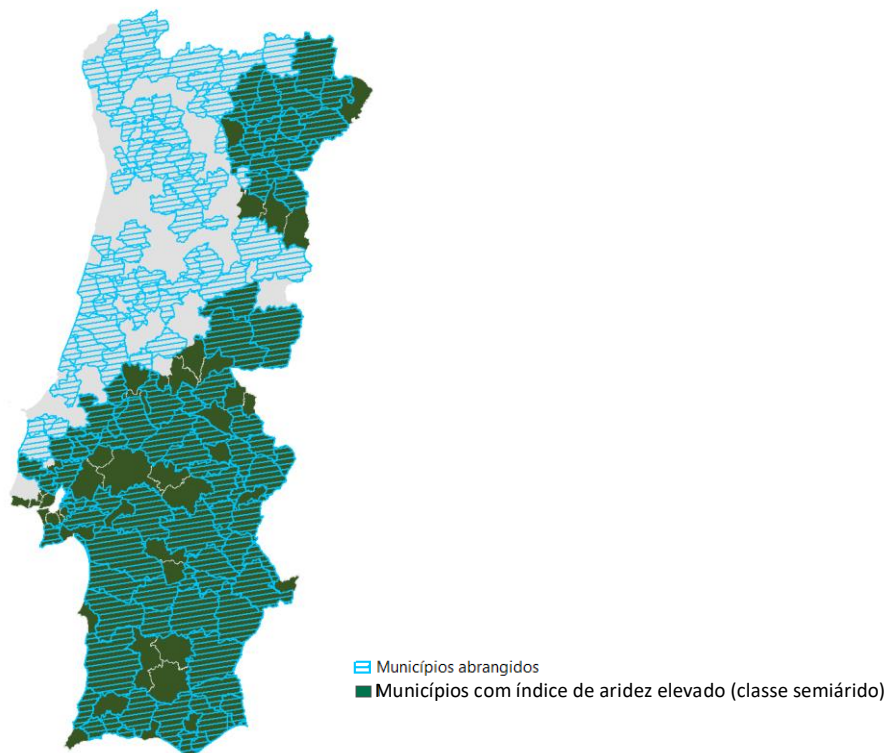 Municípios abrangidos
Municípios com índice de aridez elevado (classe semiárido)